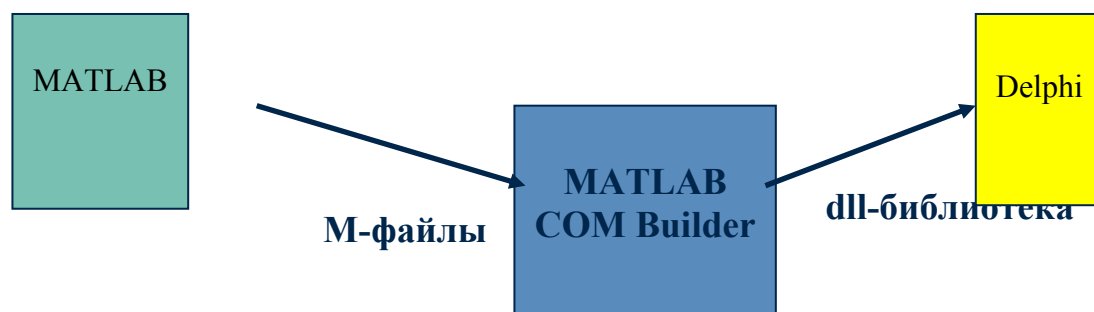 MATLAB
Delphi
MATLAB
COM Builder
М-файлы
dll-библиотека